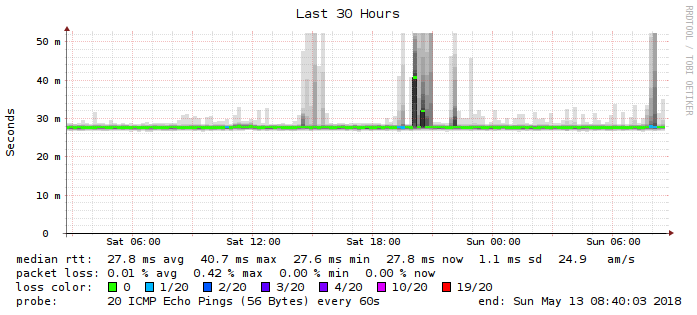 Last 30 Hours
RRDTOOL / TOBI OETIKER
Seconds
50 m
40 m
30 m
20 m
10 m
0
Sat 06:00 Sat 12:00 Sat 18:00 Sun 00:00 Sun 06:00
median rtt: 27.8 ms avg 40.7 ms max 27.6 ms min 27.8 ms now 1.1 ms sd 24.9 am/s
packet loss: 0.01 % avg 0.42 % max 0.00 % min 0.00 % now
loss color: 0 1/20 2/20 3/20 4/20 10/20 19/20
probe: 20 ICMP Echo Pings (56 Bytes) every 60s end: Sun May 13 08:40:03 2018